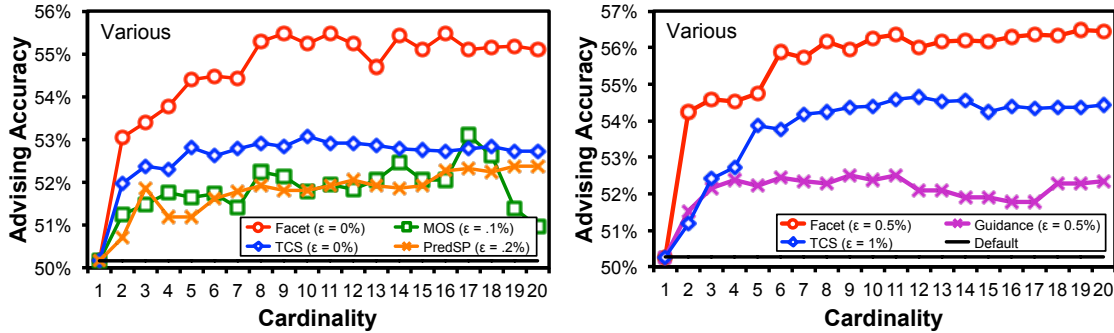 Various
Advising Accuracy
56%
55%
54%
53%
52%
51%
50%
Facet (ε = 0%)
MOS (ε = .1%)
TCS (ε = 0%)
PredSP (ε = .2%)
1 2 3 4 5 6 7 8 9 10 11 12 13 14 15 16 17 18 19 20
Cardinality
Various
Advising Accuracy
57%
56%
55%
54%
53%
52%
51%
50%
Facet (ε = 0.5%)
Guidance (ε = 0.5%)
TCS (ε = 1%)
Default
1 2 3 4 5 6 7 8 9 10 11 12 13 14 15 16 17 18 19 20
Cardinality